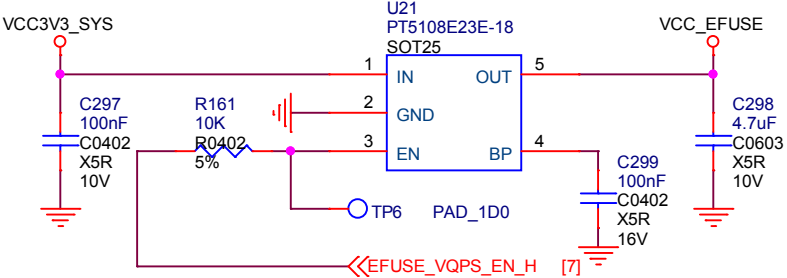 U21
PT5108E23E-18
SOT25
VCC3V3_SYS
VCC_EFUSE
1 IN OUT 5
2 GND
3 EN BP 4
C297
100nF
C0402
X5R
10V
R161
10K
R0402
5%
C298
4.7uF
C0603
X5R
10V
C299
100nF
C0402
X5R
16V
TP6 PAD_1D0
EFUSE_VQPS_EN_H [7]